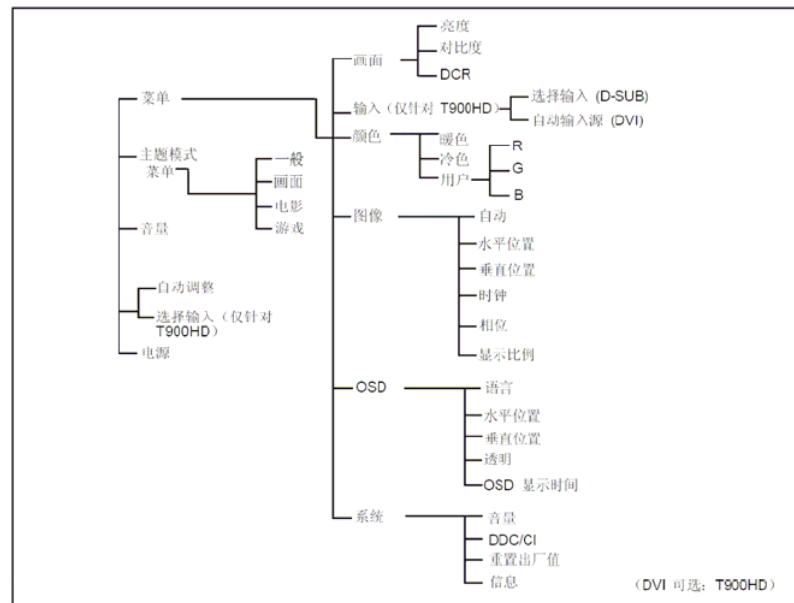 亮度
画面
对比度
DCR
菜单
输入（仅针对 T900HD）
选择输入 (D-SUB)
自动输入源 (DVI)
颜色
暖色
冷色
用户
R
G
B
主题模式
菜单
一般
画面
电影
游戏
图像
自动
水平位置
垂直位置
时钟
相位
显示比例
音量
自动调整
选择输入（仅针对
T900HD）
电源
OSD
语言
水平位置
垂直位置
透明
OSD 显示时间
系统
音量
DDC/CI
重置出厂值
信息
（DVI 可选：T900HD）